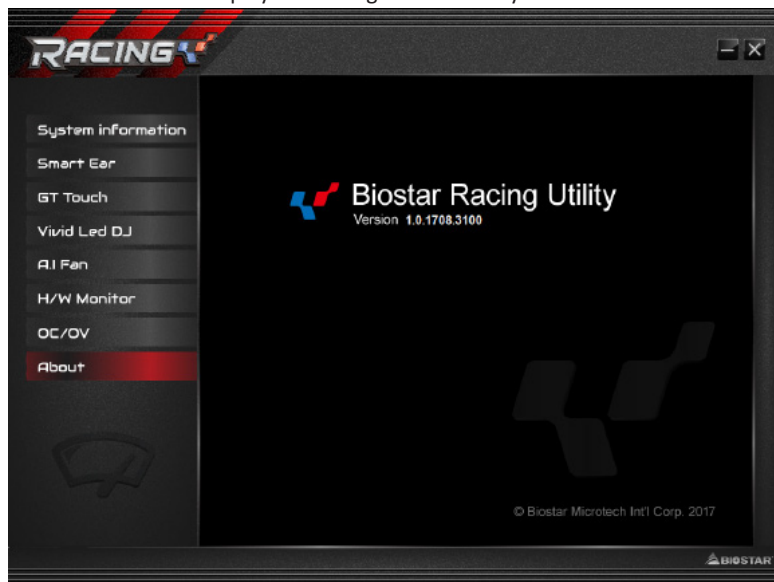 RACING
System information
Smart Ear
GT Touch
Vivid Led DJ
A.I Fan
H/W Monitor
OC/OV
About
Biostar Racing Utility
Version 1.0.1708.3100
© Biostar Microtech Int'l Corp. 2017
BIOSTAR